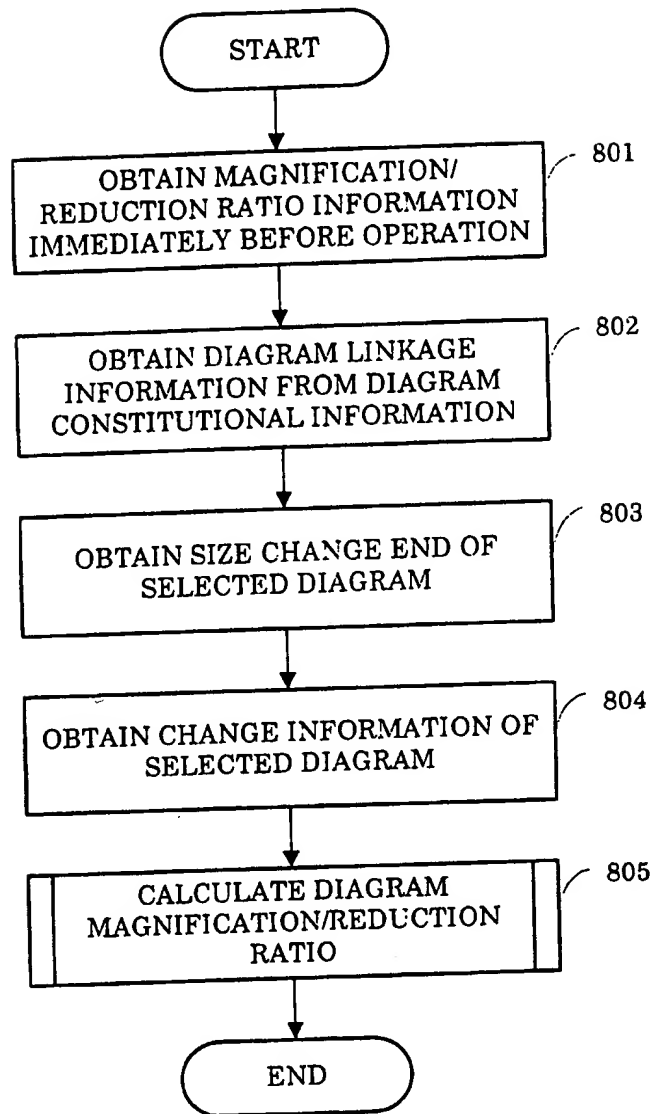 START
801
OBTAIN MAGNIFICATION/
REDUCTION RATIO INFORMATION
IMMEDIATELY BEFORE OPERATION
802
OBTAIN DIAGRAM LINKAGE
INFORMATION FROM DIAGRAM
CONSTITUTIONAL INFORMATION
803
OBTAIN SIZE CHANGE END OF
SELECTED DIAGRAM
804
OBTAIN CHANGE INFORMATION OF
SELECTED DIAGRAM
805
CALCULATE DIAGRAM
MAGNIFICATION/REDUCTION
RATIO
END